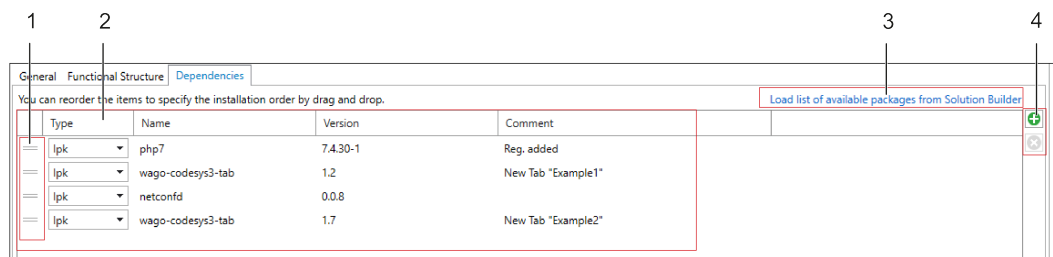 1 2 3 4
General Functional Structure Dependencies
You can reorder the items to specify the installation order by drag and drop. Load list of available packages from Solution Builder
Type Name Version Comment
Ipk php7 7.4.30-1 Reg. added
Ipk wago-codesys3-tab 1.2 New Tab "Example1"
Ipk netconfd 0.0.8
Ipk wago-codesys3-tab 1.7 New Tab "Example2"